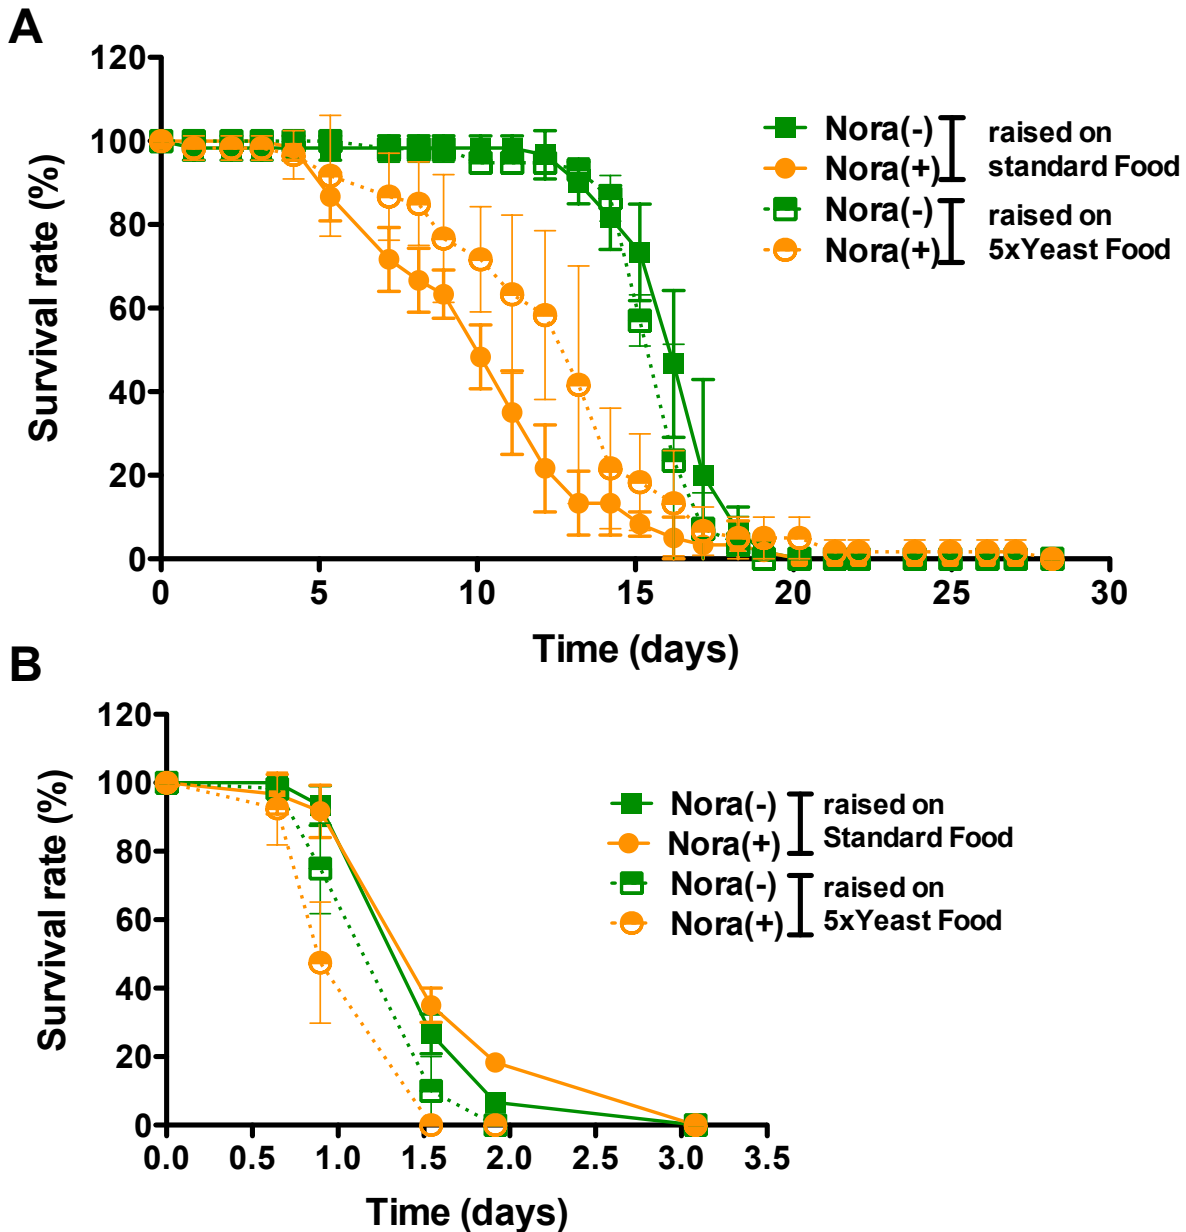 A
120
100
80
60
40
20
0
Survival rate (%)
0 5 10 15 20 25 30
Time (days)
Nora(-)
Nora(+)
raised on
standard Food
Nora(-)
Nora(+)
raised on
5xYeast Food
B
120
100
80
60
40
20
0
Survival rate (%)
0.0 0.5 1.0 1.5 2.0 2.5 3.0 3.5
Time (days)
Nora(-)
Nora(+)
raised on
Standard Food
Nora(-)
Nora(+)
raised on
5xYeast Food